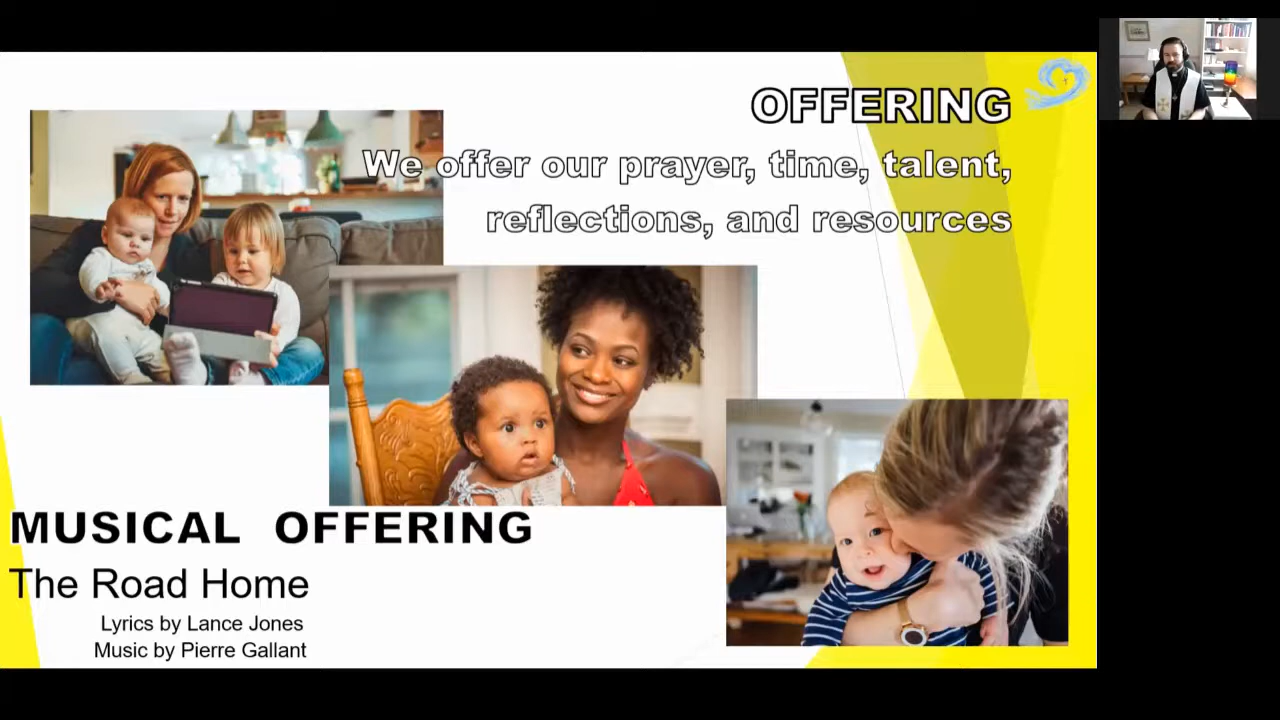 OFFERING
We offer our prayer, time, talent,
reflections, and resources
MUSICAL OFFERING
The Road Home
Lyrics by Lance Jones
Music by Pierre Gallant